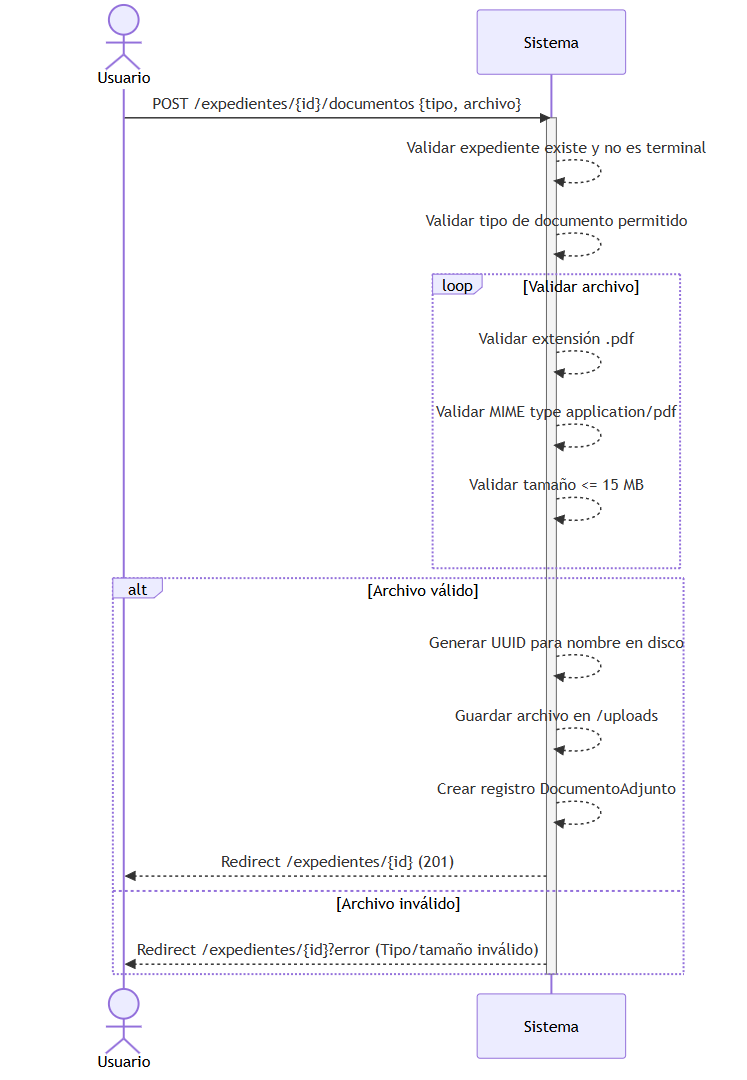 Usuario
Sistema
POST /expedientes/{id}/documentos {tipo, archivo}
Validar expediente existe y no es terminal
Validar tipo de documento permitido
loop
[Validar archivo]
Validar extensión .pdf
Validar MIME type application/pdf
Validar tamaño <= 15 MB
alt
[Archivo válido]
Generar UUID para nombre en disco
Guardar archivo en /uploads
Crear registro DocumentoAdjunto
Redirect /expedientes/{id} (201)
[Archivo inválido]
Redirect /expedientes/{id}?error (Tipo/tamaño inválido)
Usuario
Sistema